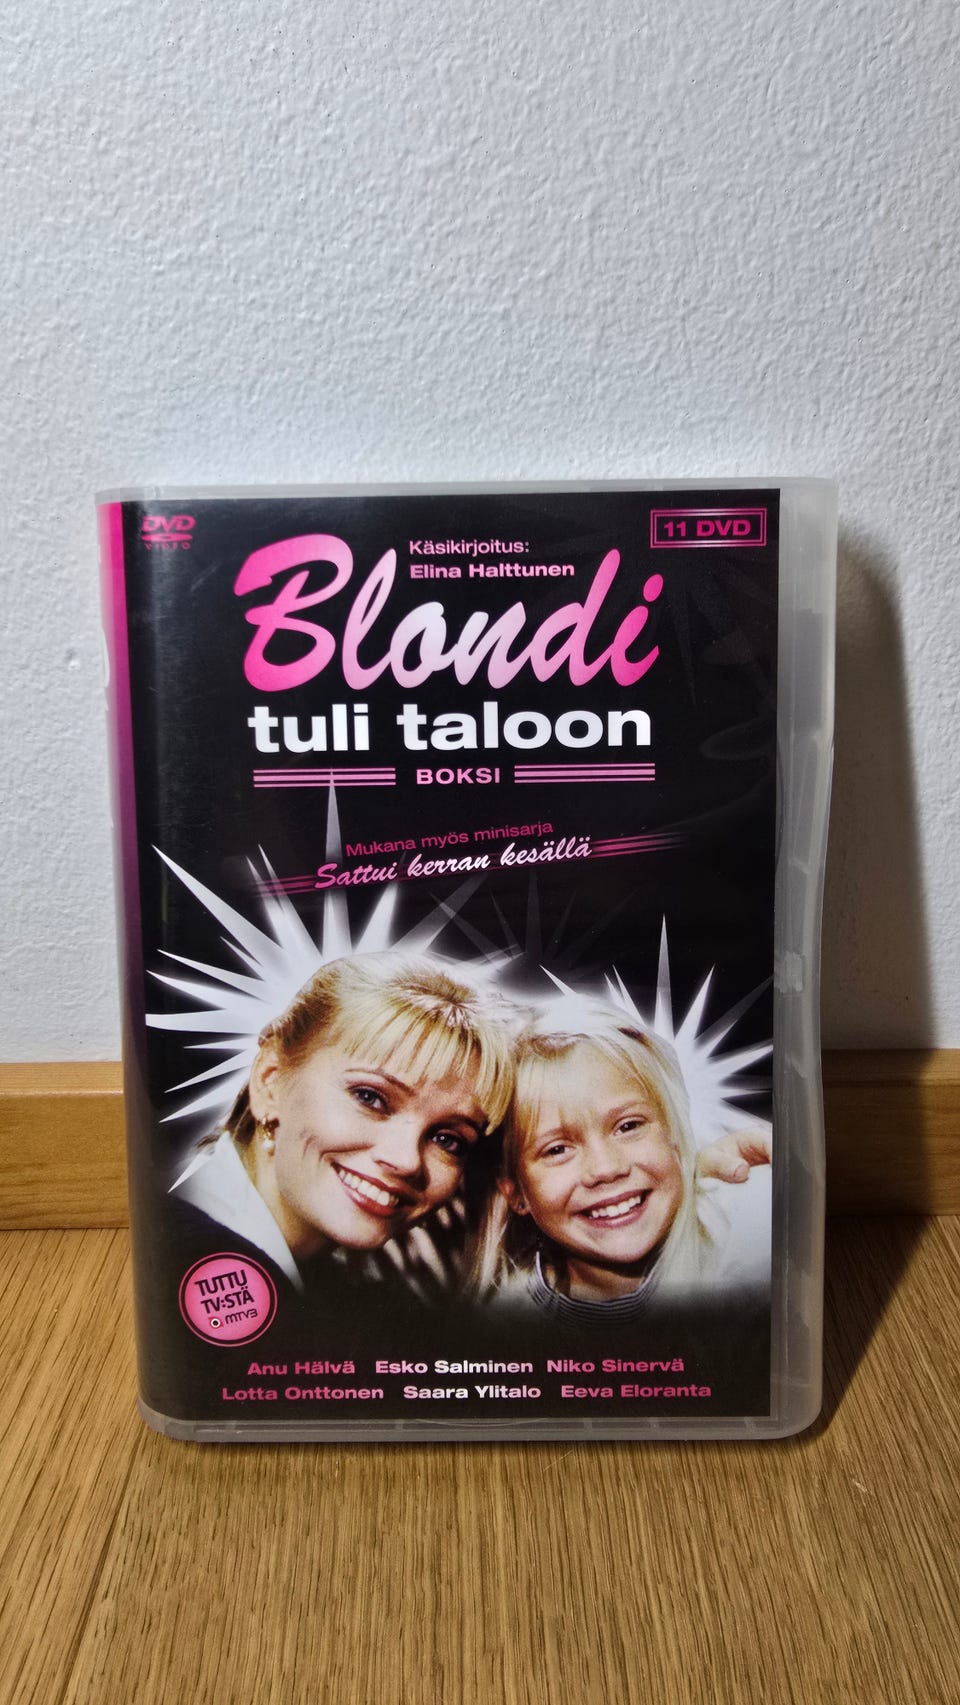 DVD
VIDEO
11 DVD
Käsikirjoitus:
Elina Halttunen
Blondi
tuli taloon
BOKSI
Mukana myös minisarja
Sattui kerran kesällä
TUTTU
TV:STÄ
MTV3
Anu Hälvä Esko Salminen Niko Sinervä
Lotta Onttonen Saara Ylitalo Eeva Eloranta